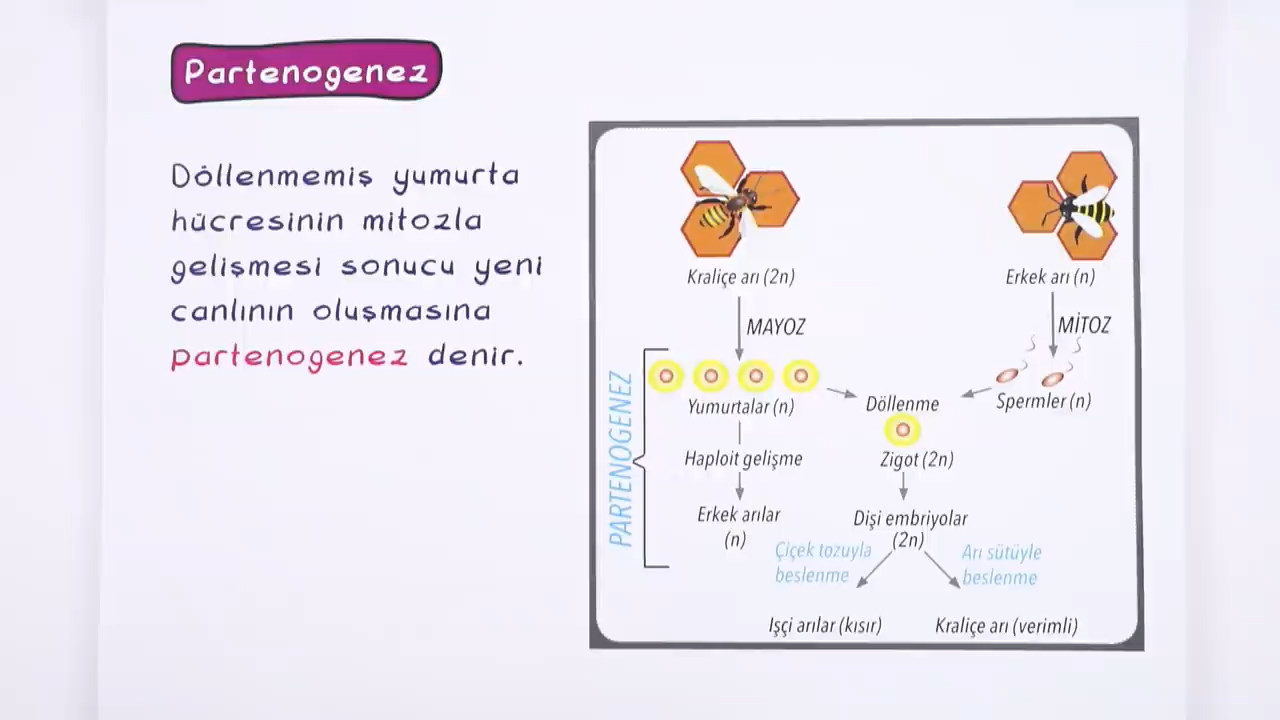 Partenogenez
Döllenmemiş yumurta
hücresinin mitozla
gelişmesi sonucu yeni
canlının oluşmasına
partenogenez denir.
Kraliçe arı (2n)
Erkek arı (n)
MAYOZ
MİTOZ
PARTENOGENEZ
Yumurtalar (n)
Döllenme
Spermler (n)
Haploit gelişme
Zigot (2n)
Erkek arılar
(n)
Dişi embriyolar
(2n)
Çiçek tozuyla
beslenme
Arı sütüyle
beslenme
Işçi arılar (kısır)
Kraliçe arı (verimli)